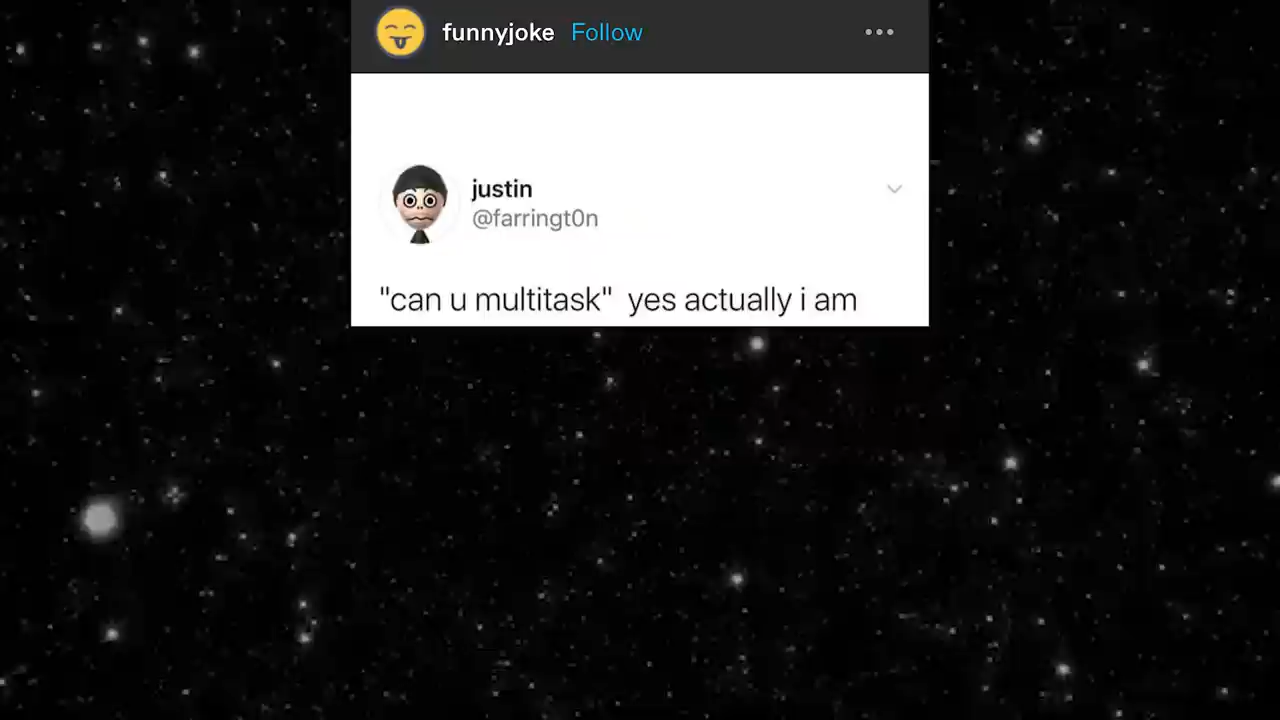 funnyjoke Follow
justin
@farringt0n
"can u multitask" yes actually i am